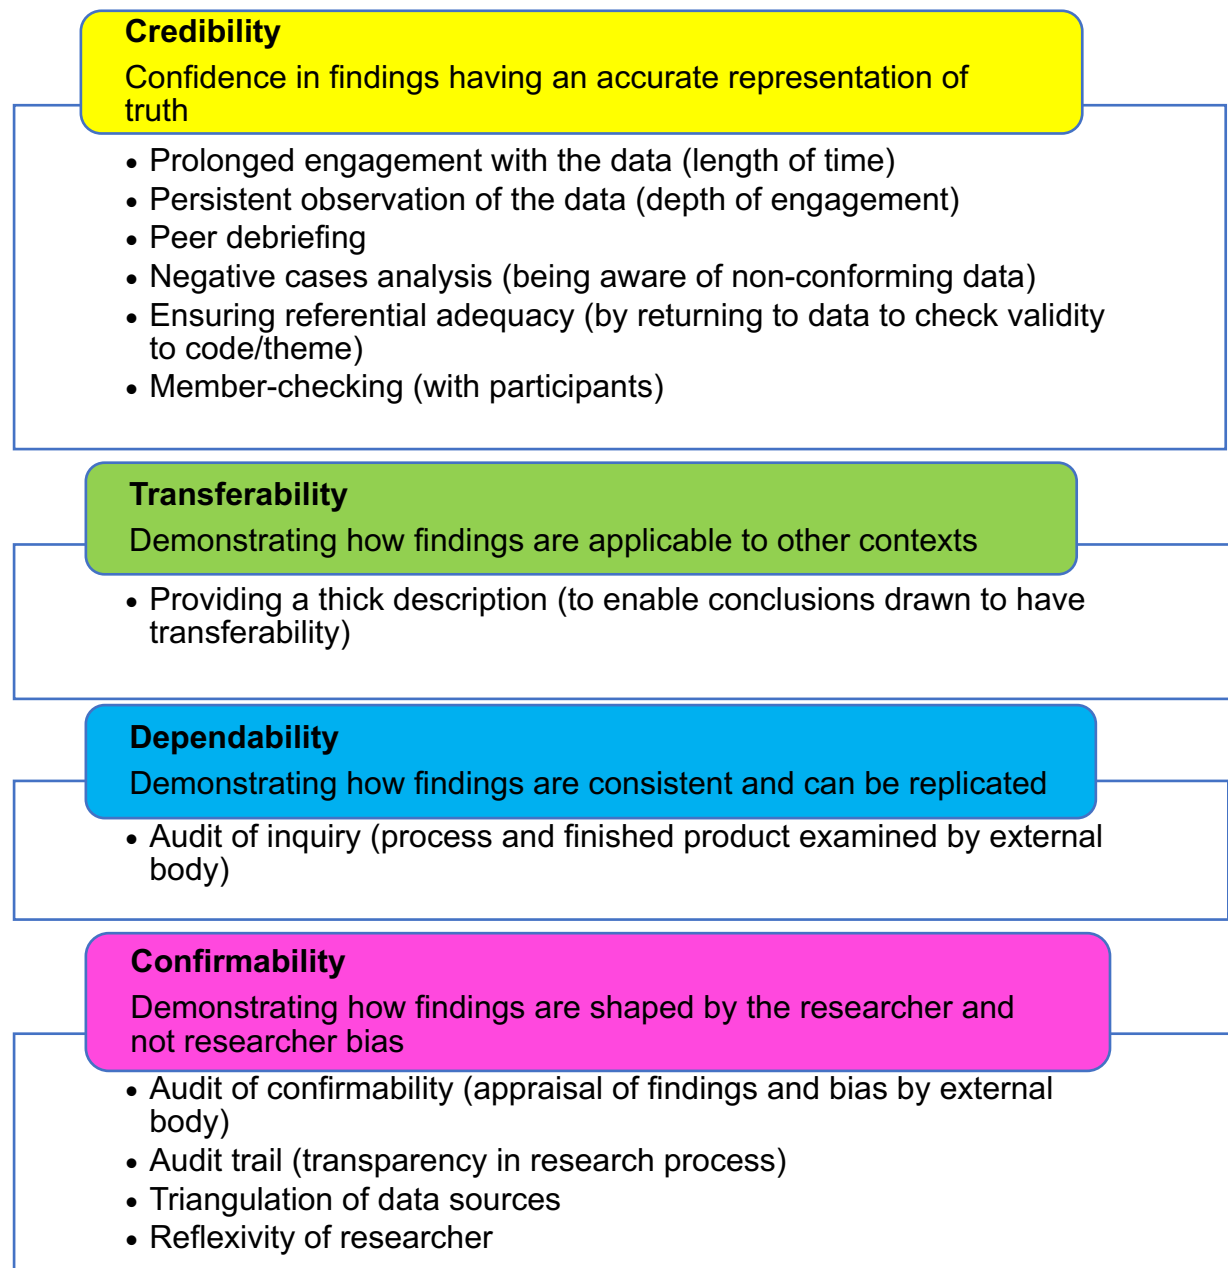 Credibility
Confidence in findings having an accurate representation of
truth
• Prolonged engagement with the data (length of time)
• Persistent observation of the data (depth of engagement)
• Peer debriefing
• Negative cases analysis (being aware of non-conforming data)
• Ensuring referential adequacy (by returning to data to check validity
to code/theme)
• Member-checking (with participants)
Transferability
Demonstrating how findings are applicable to other contexts
• Providing a thick description (to enable conclusions drawn to have
transferability)
Dependability
Demonstrating how findings are consistent and can be replicated
• Audit of inquiry (process and finished product examined by external
body)
Confirmability
Demonstrating how findings are shaped by the researcher and
not researcher bias
• Audit of confirmability (appraisal of findings and bias by external
body)
• Audit trail (transparency in research process)
• Triangulation of data sources
• Reflexivity of researcher